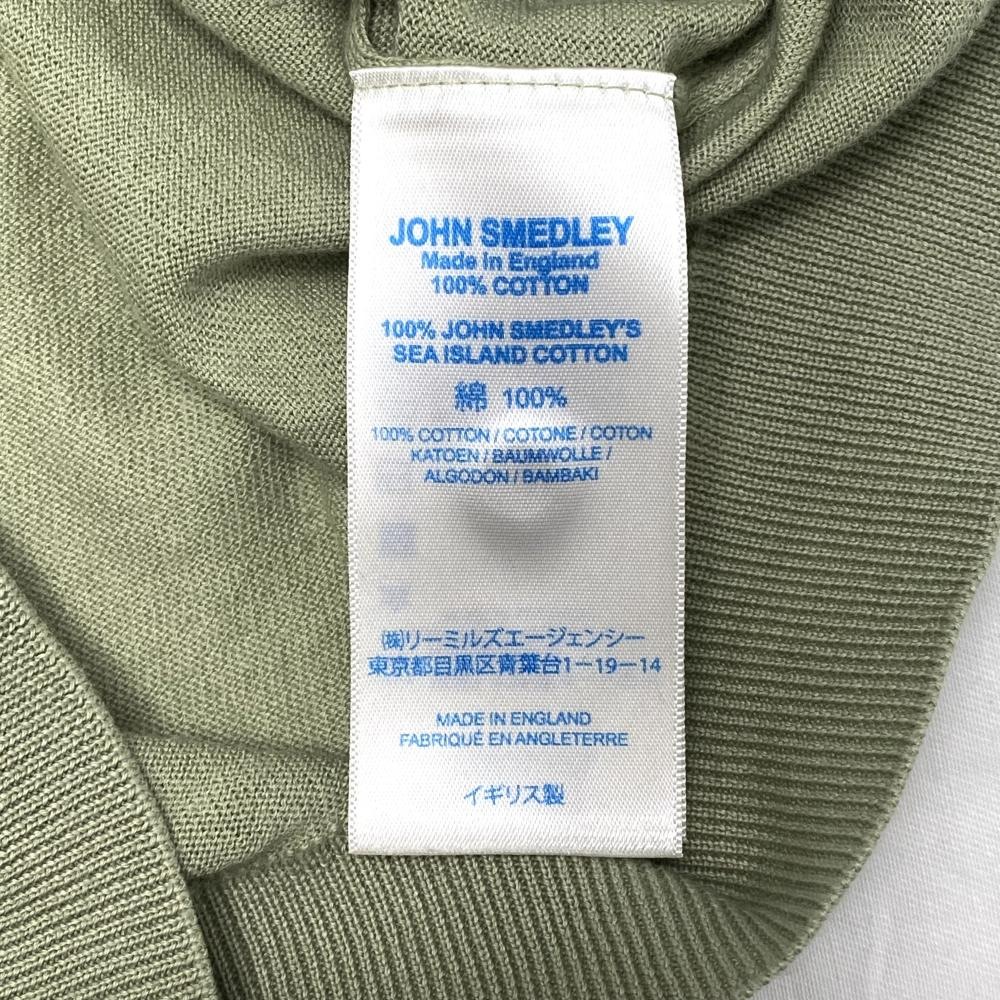 JOHN SMEDLEY
Made in England
100% COTTON
100% JOHN SMEDLEY'S
SEA ISLAND COTTON
綿 100%
100% COTTON / COTONE / COTON
KATOEN / BAUMWOLLE /
ALGODON / BAMBAKI
㈱リーミルズエージェンシー
東京都目黒区青葉台1-19-14
MADE IN ENGLAND
FABRIQUÉ EN ANGLETERRE
イギリス製